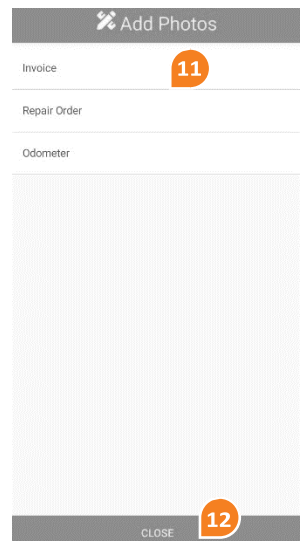 Add Photos
Invoice
11
Repair Order
Odometer
12
CLOSE